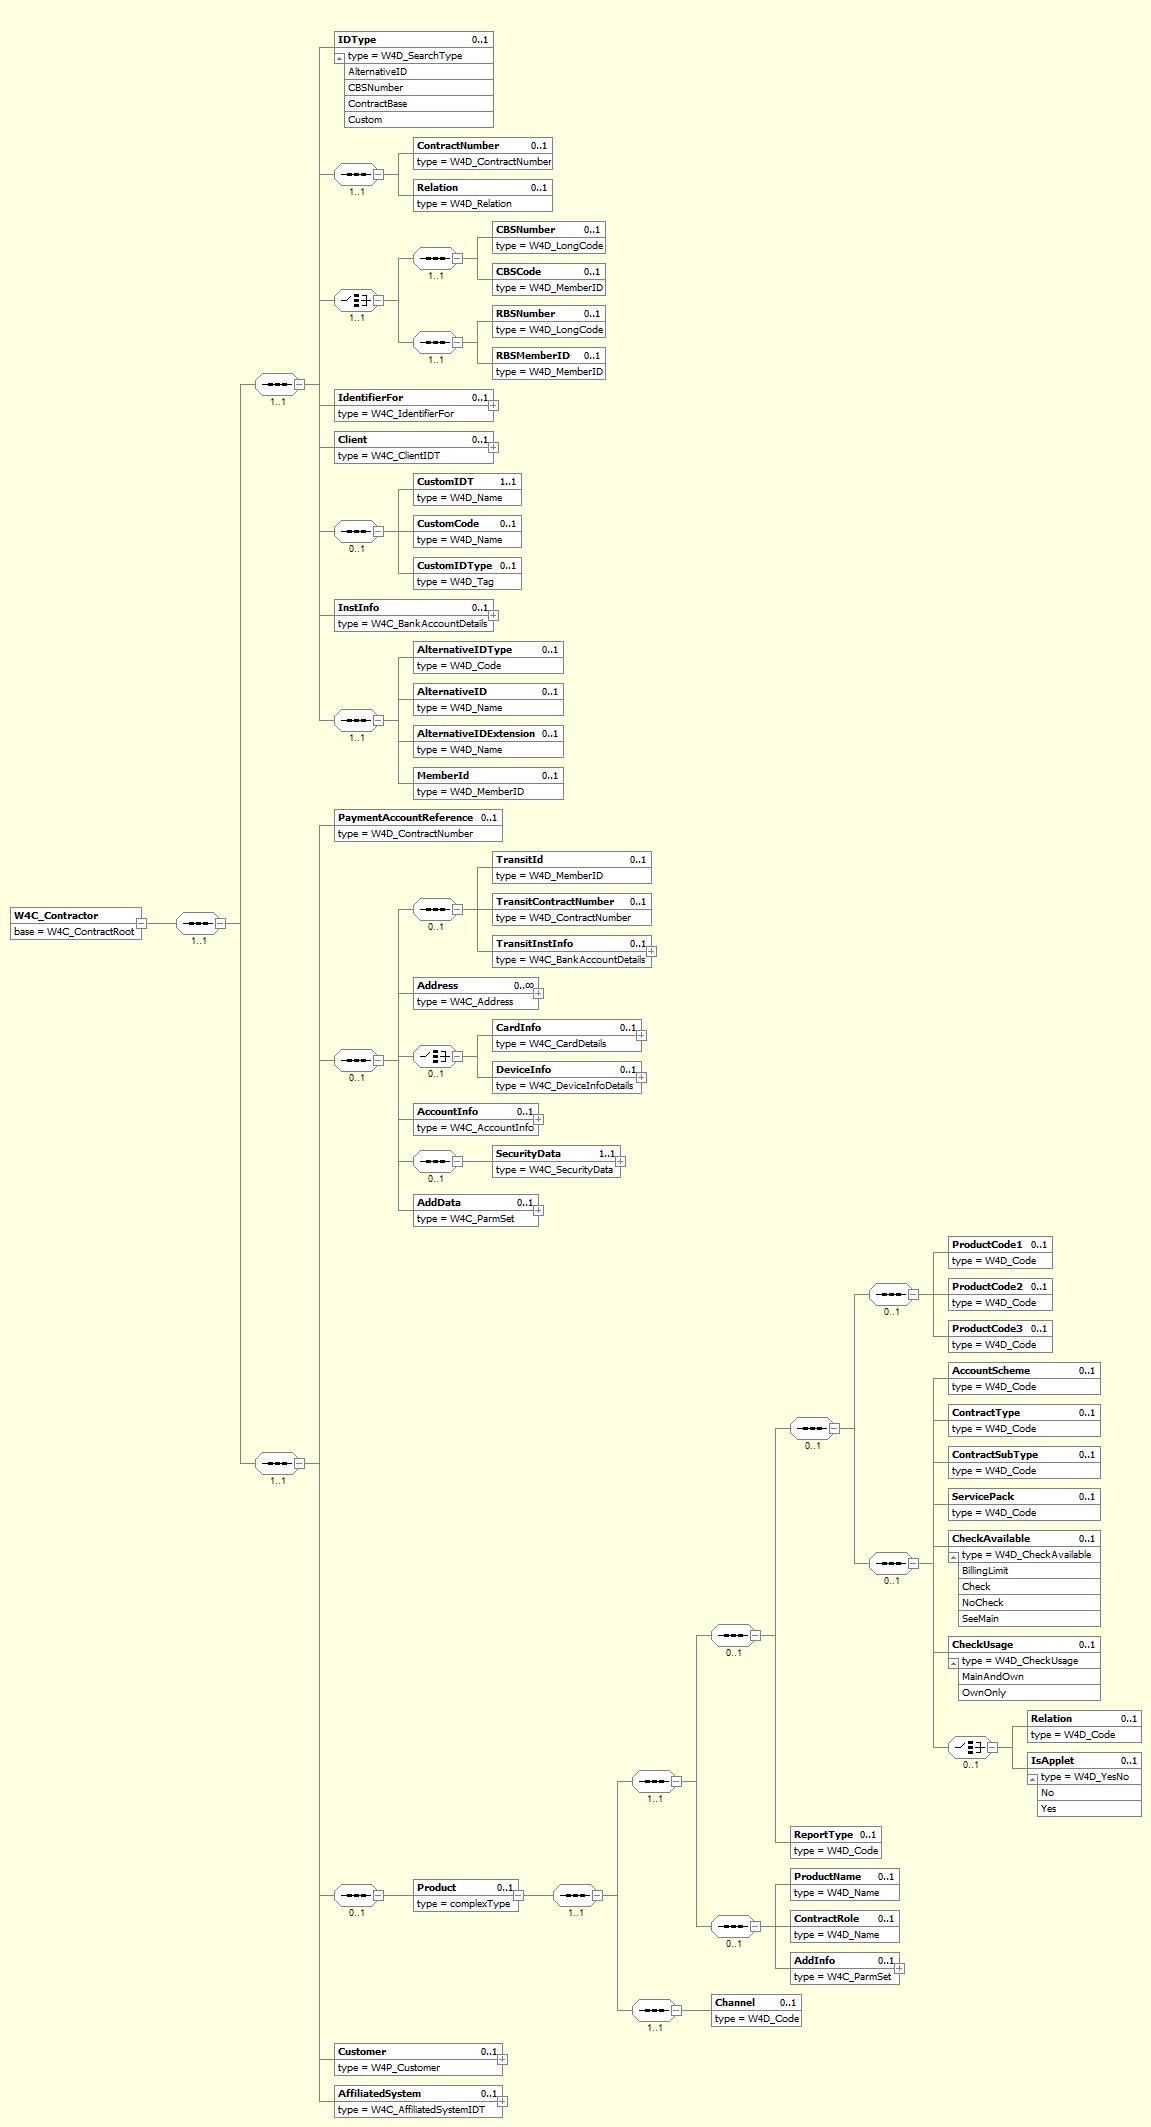 IDType 0..1
type = W4D_SearchType
AlternativeID
CBSNumber
ContractBase
Custom
ContractNumber 0..1
type = W4D_ContractNumber
1..1
Relation 0..1
type = W4D_Relation
CBSNumber 0..1
type = W4D_LongCode
1..1
CBSCode 0..1
type = W4D_MemberID
1..1
RBSNumber 0..1
type = W4D_LongCode
1..1
RBSMemberID 0..1
type = W4D_MemberID
1..1
IdentifierFor 0..1
type = W4C_IdentifierFor
Client 0..1
type = W4C_ClientIDT
CustomIDT 1..1
type = W4D_Name
CustomCode 0..1
type = W4D_Name
0..1
CustomIDType 0..1
type = W4D_Tag
InstInfo 0..1
type = W4C_BankAccountDetails
AlternativeIDType 0..1
type = W4D_Code
AlternativeID 0..1
type = W4D_Name
1..1
AlternativeIDExtension 0..1
type = W4D_Name
MemberId 0..1
type = W4D_MemberID
PaymentAccountReference 0..1
type = W4D_ContractNumber
W4C_Contractor
base = W4C_ContractRoot
1..1
TransitId 0..1
type = W4D_MemberID
TransitContractNumber 0..1
type = W4D_ContractNumber
0..1
TransitInstInfo 0..1
type = W4C_BankAccountDetails
Address 0..∞
type = W4C_Address
CardInfo 0..1
type = W4C_CardDetails
0..1
0..1
DeviceInfo 0..1
type = W4C_DeviceInfoDetails
AccountInfo 0..1
type = W4C_AccountInfo
SecurityData 1..1
type = W4C_SecurityData
0..1
AddData 0..1
type = W4C_ParmSet
ProductCode1 0..1
type = W4D_Code
ProductCode2 0..1
type = W4D_Code
0..1
ProductCode3 0..1
type = W4D_Code
AccountScheme 0..1
type = W4D_Code
ContractType 0..1
type = W4D_Code
0..1
ContractSubType 0..1
type = W4D_Code
1..1
ServicePack 0..1
type = W4D_Code
CheckAvailable 0..1
type = W4D_CheckAvailable
BillingLimit
0..1
Check
NoCheck
SeeMain
CheckUsage 0..1
0..1
type = W4D_CheckUsage
MainAndOwn
OwnOnly
Relation 0..1
type = W4D_Code
0..1
IsApplet 0..1
type = W4D_YesNo
No
Yes
1..1
ReportType 0..1
type = W4D_Code
ProductName 0..1
type = W4D_Name
Product 0..1
type = complexType
0..1
1..1
ContractRole 0..1
type = W4D_Name
0..1
AddInfo 0..1
type = W4C_ParmSet
Channel 0..1
type = W4D_Code
1..1
Customer 0..1
type = W4P_Customer
AffiliatedSystem 0..1
type = W4C_AffiliatedSystemIDT